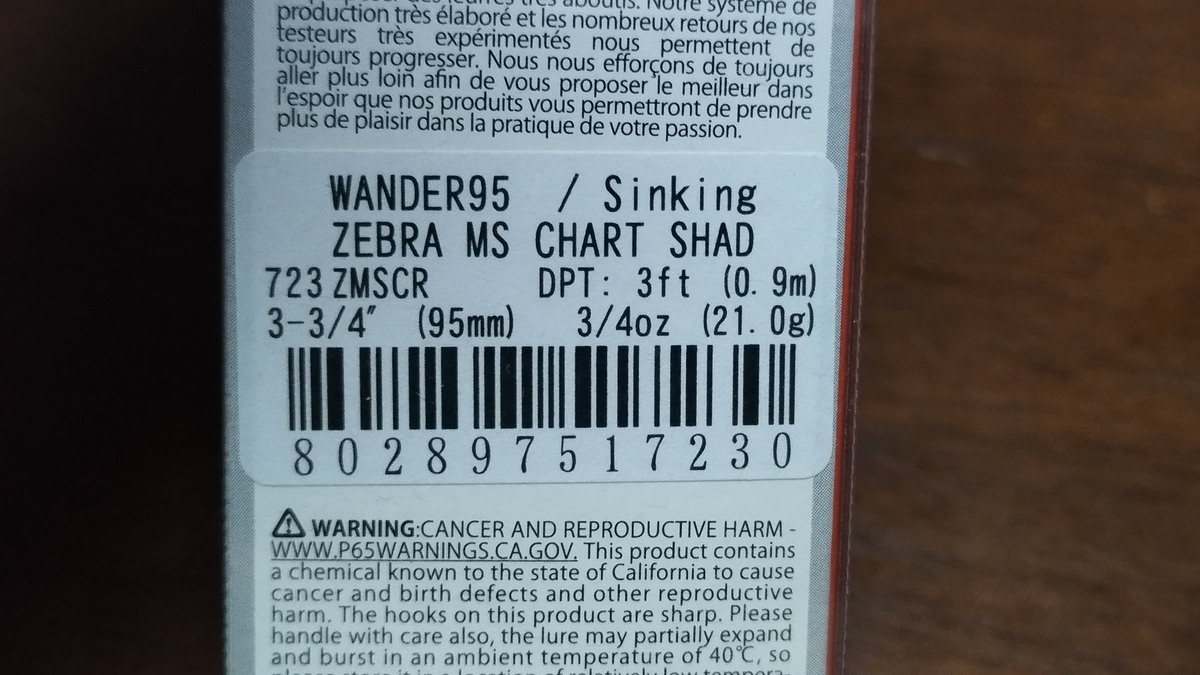 très aboutis. Notre système de
production très élaboré et les nombreux retours de nos
testeurs très expérimentés nous permettent de
toujours progresser. Nous nous efforçons de toujours
aller plus loin afin de vous proposer le meilleur dans
l'espoir que nos produits vous permettront de prendre
plus de plaisir dans la pratique de votre passion.
WANDER95 / Sinking
ZEBRA MS CHART SHAD
723 ZMSCR DPT: 3ft (0. 9m)
3-3/4" (95mm) 3/4oz (21. 0g)
802897517230
⚠ WARNING:CANCER AND REPRODUCTIVE HARM -
WWW.P65WARNINGS.CA.GOV. This product contains
a chemical known to the state of California to cause
cancer and birth defects and other reproductive
harm. The hooks on this product are sharp. Please
handle with care also, the lure may partially expand
and burst in an ambient temperature of 40℃, so